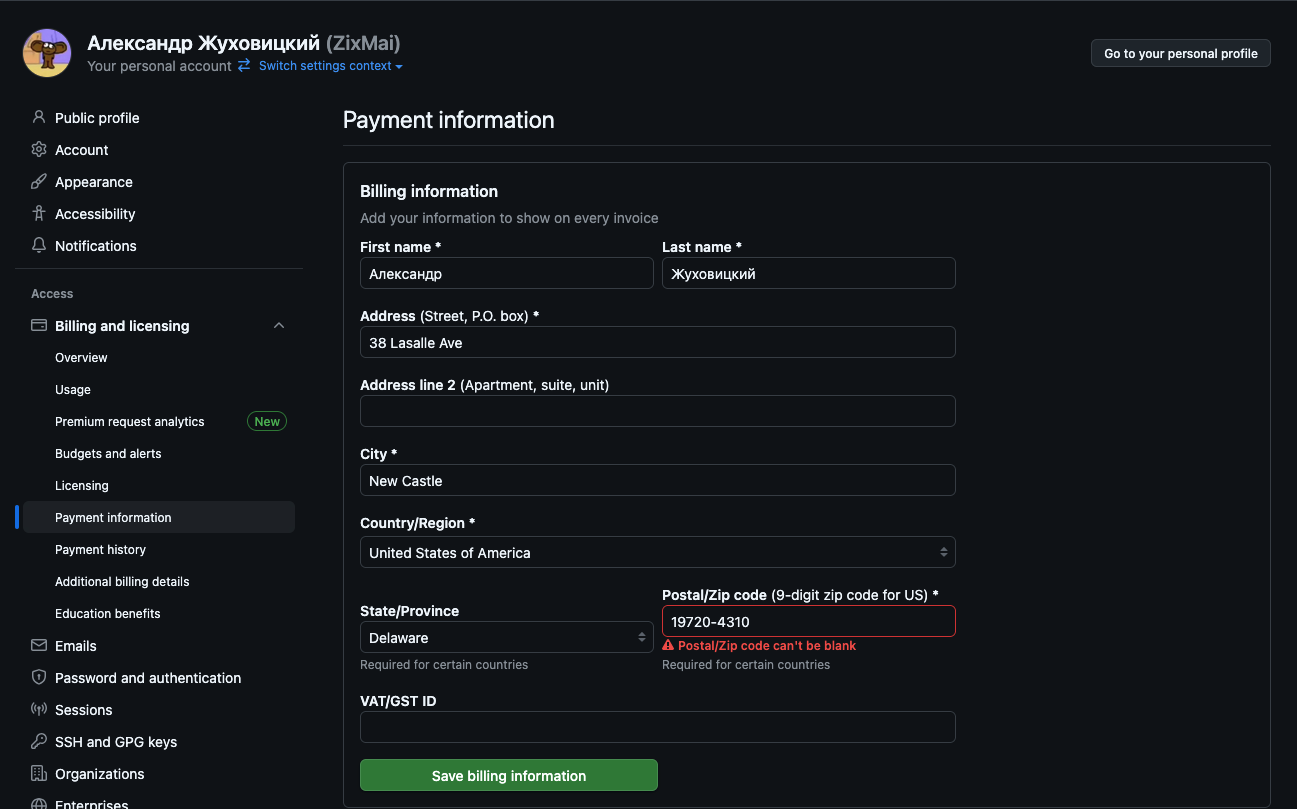 Александр Жуховицкий (ZixMai)
Your personal account Switch settings context
Go to your personal profile
Public profile
Account
Appearance
Accessibility
Notifications
Access
Billing and licensing
Overview
Usage
Premium request analytics New
Budgets and alerts
Licensing
Payment information
Payment history
Additional billing details
Education benefits
Emails
Password and authentication
Sessions
SSH and GPG keys
Organizations
Enterprises
Payment information
Billing information
Add your information to show on every invoice
First name * Last name *
Александр Жуховицкий
Address (Street, P.O. box) *
38 Lasalle Ave
Address line 2 (Apartment, suite, unit)
City *
New Castle
Country/Region *
United States of America
State/Province
Delaware
Required for certain countries
Postal/Zip code (9-digit zip code for US) *
19720-4310
Postal/Zip code can't be blank
Required for certain countries
VAT/GST ID
Save billing information